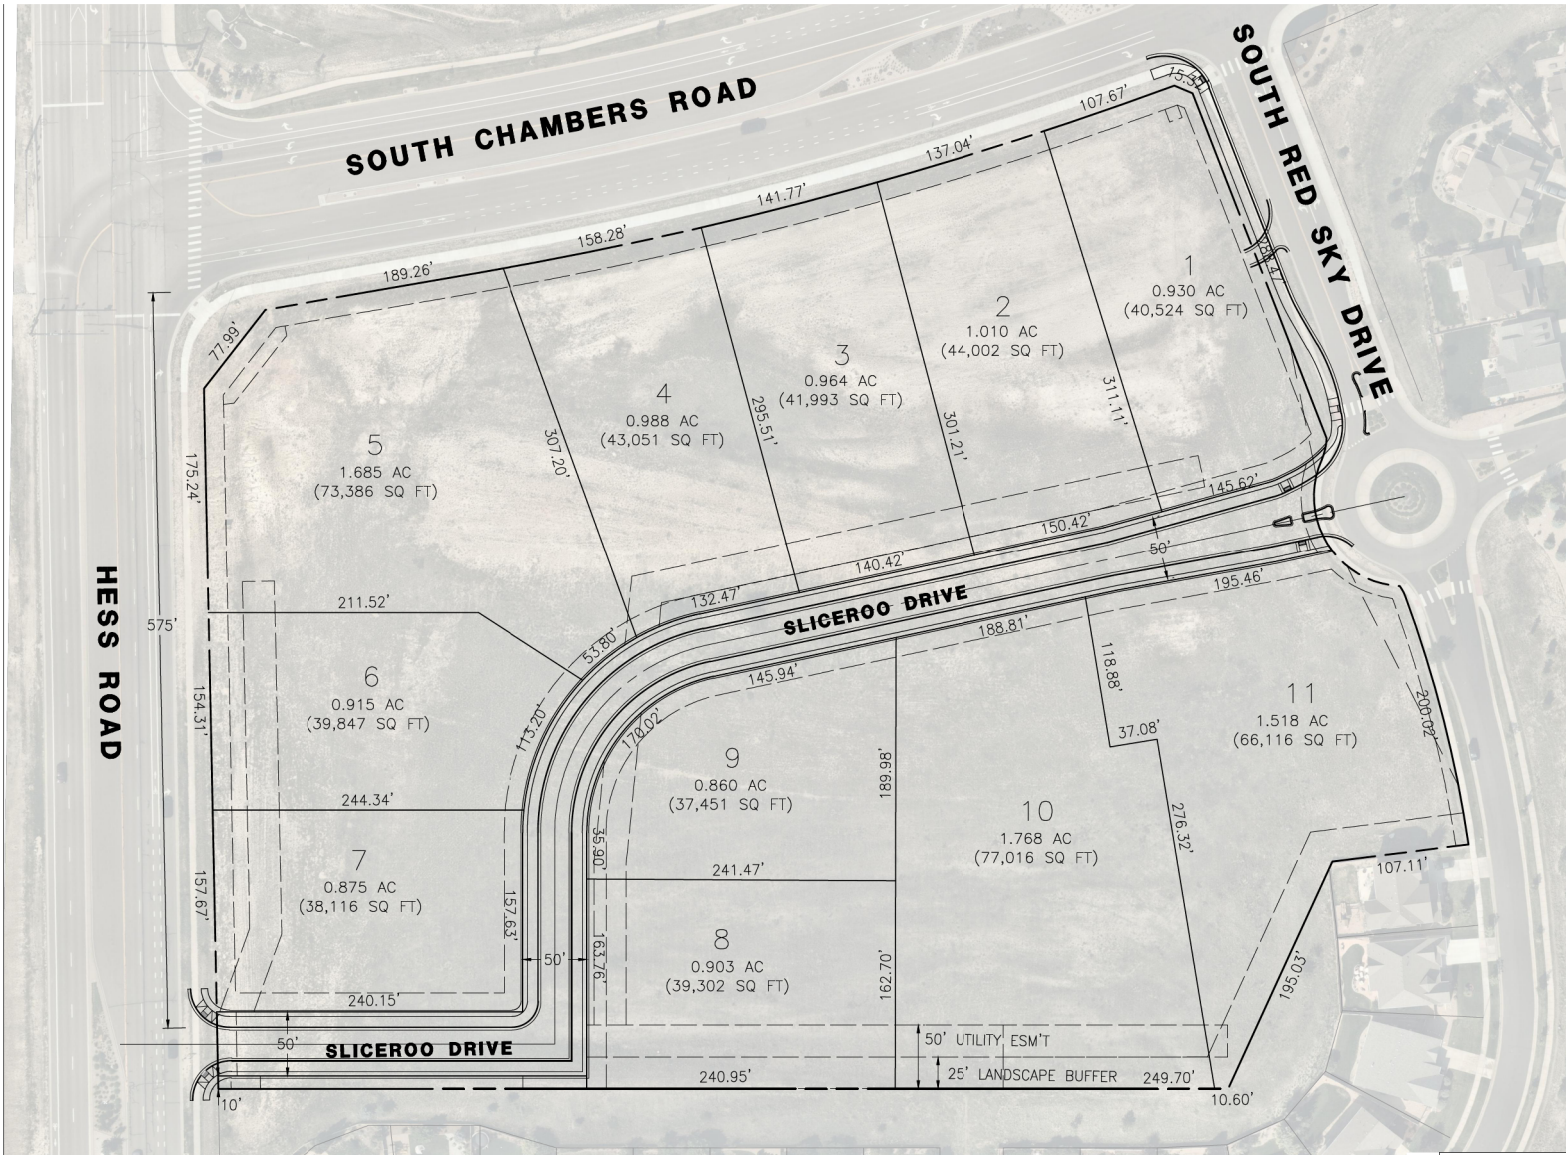 SOUTH CHAMBERS ROAD
SOUTH RED SKY DRIVE
HESS ROAD
15.37'
107.67'
137.04'
141.77'
158.28'
189.26'
77.99'
175.24'
575'
1
0.930 AC
(40,524 SQ FT)
2
1.010 AC
(44,002 SQ FT)
3
0.964 AC
(41,993 SQ FT)
4
0.988 AC
(43,051 SQ FT)
5
1.685 AC
(73,386 SQ FT)
307.20'
295.51'
301.21'
311.11'
145.62'
150.42'
140.42'
132.47'
53.80'
113.20'
50'
SLICEROO DRIVE
195.46'
188.81'
145.94'
170.02'
211.52'
6
0.915 AC
(39,847 SQ FT)
154.31'
244.34'
7
0.875 AC
(38,116 SQ FT)
157.67'
157.63'
240.15'
50'
50'
SLICEROO DRIVE
10'
9
0.860 AC
(37,451 SQ FT)
35.90'
189.98'
241.47'
8
0.903 AC
(39,302 SQ FT)
163.76'
162.70'
240.95'
10
1.768 AC
(77,016 SQ FT)
118.88'
37.08'
276.32'
11
1.518 AC
(66,116 SQ FT)
200.02'
107.11'
195.03'
50' UTILITY ESM'T
25' LANDSCAPE BUFFER
249.70'
10.60'